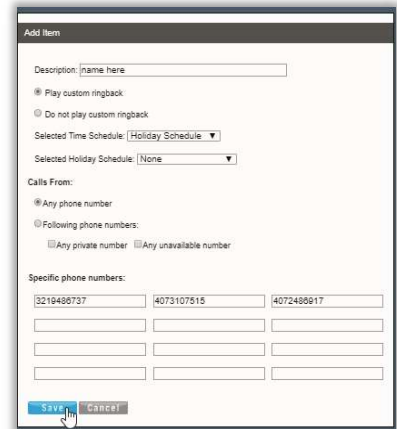 Add Item
Description: name here
Play custom ringback
Do not play custom ringback
Selected Time Schedule: Holiday Schedule ▼
Selected Holiday Schedule: None ▼
Calls From:
Any phone number
Following phone numbers:
Any private number Any unavailable number
Specific phone numbers:
3219486737 4073107515 4072486917
Save Cancel